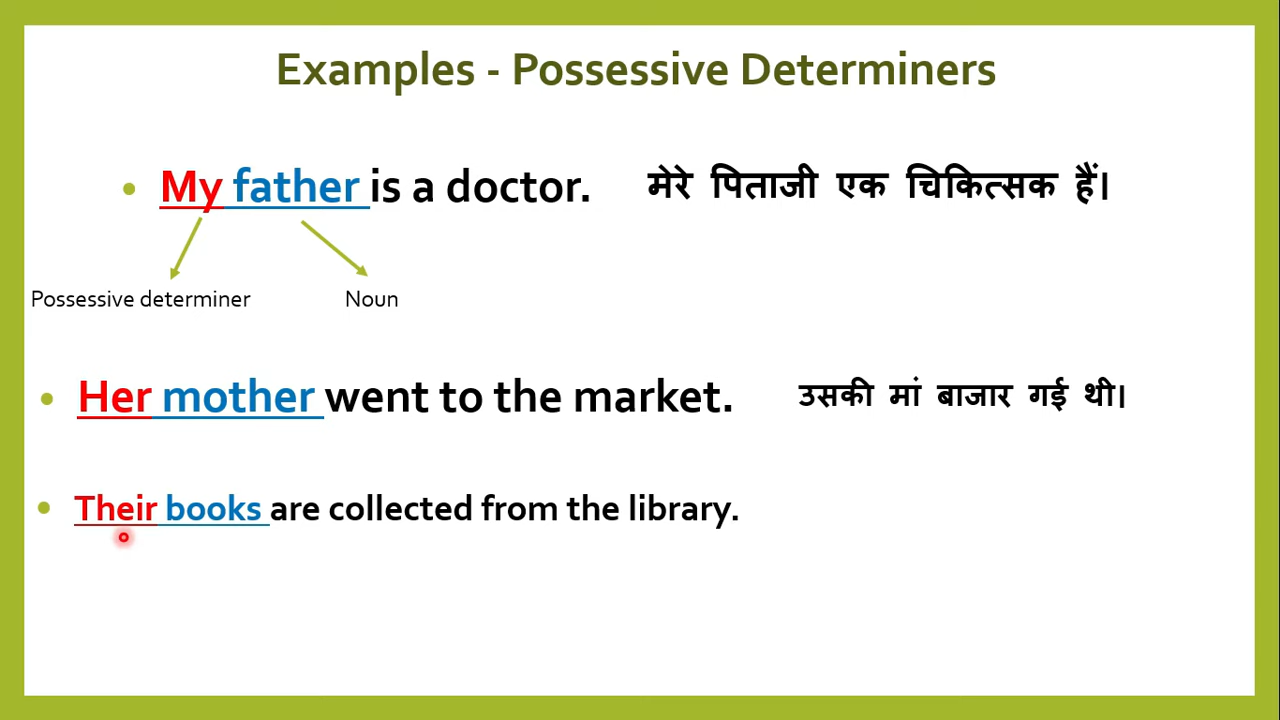 Examples - Possessive Determiners
• My father is a doctor. मेरे पिताजी एक चिकित्सक हैं।
Possessive determiner Noun
• Her mother went to the market. उसकी मां बाजार गई थी।
• Their books are collected from the library.